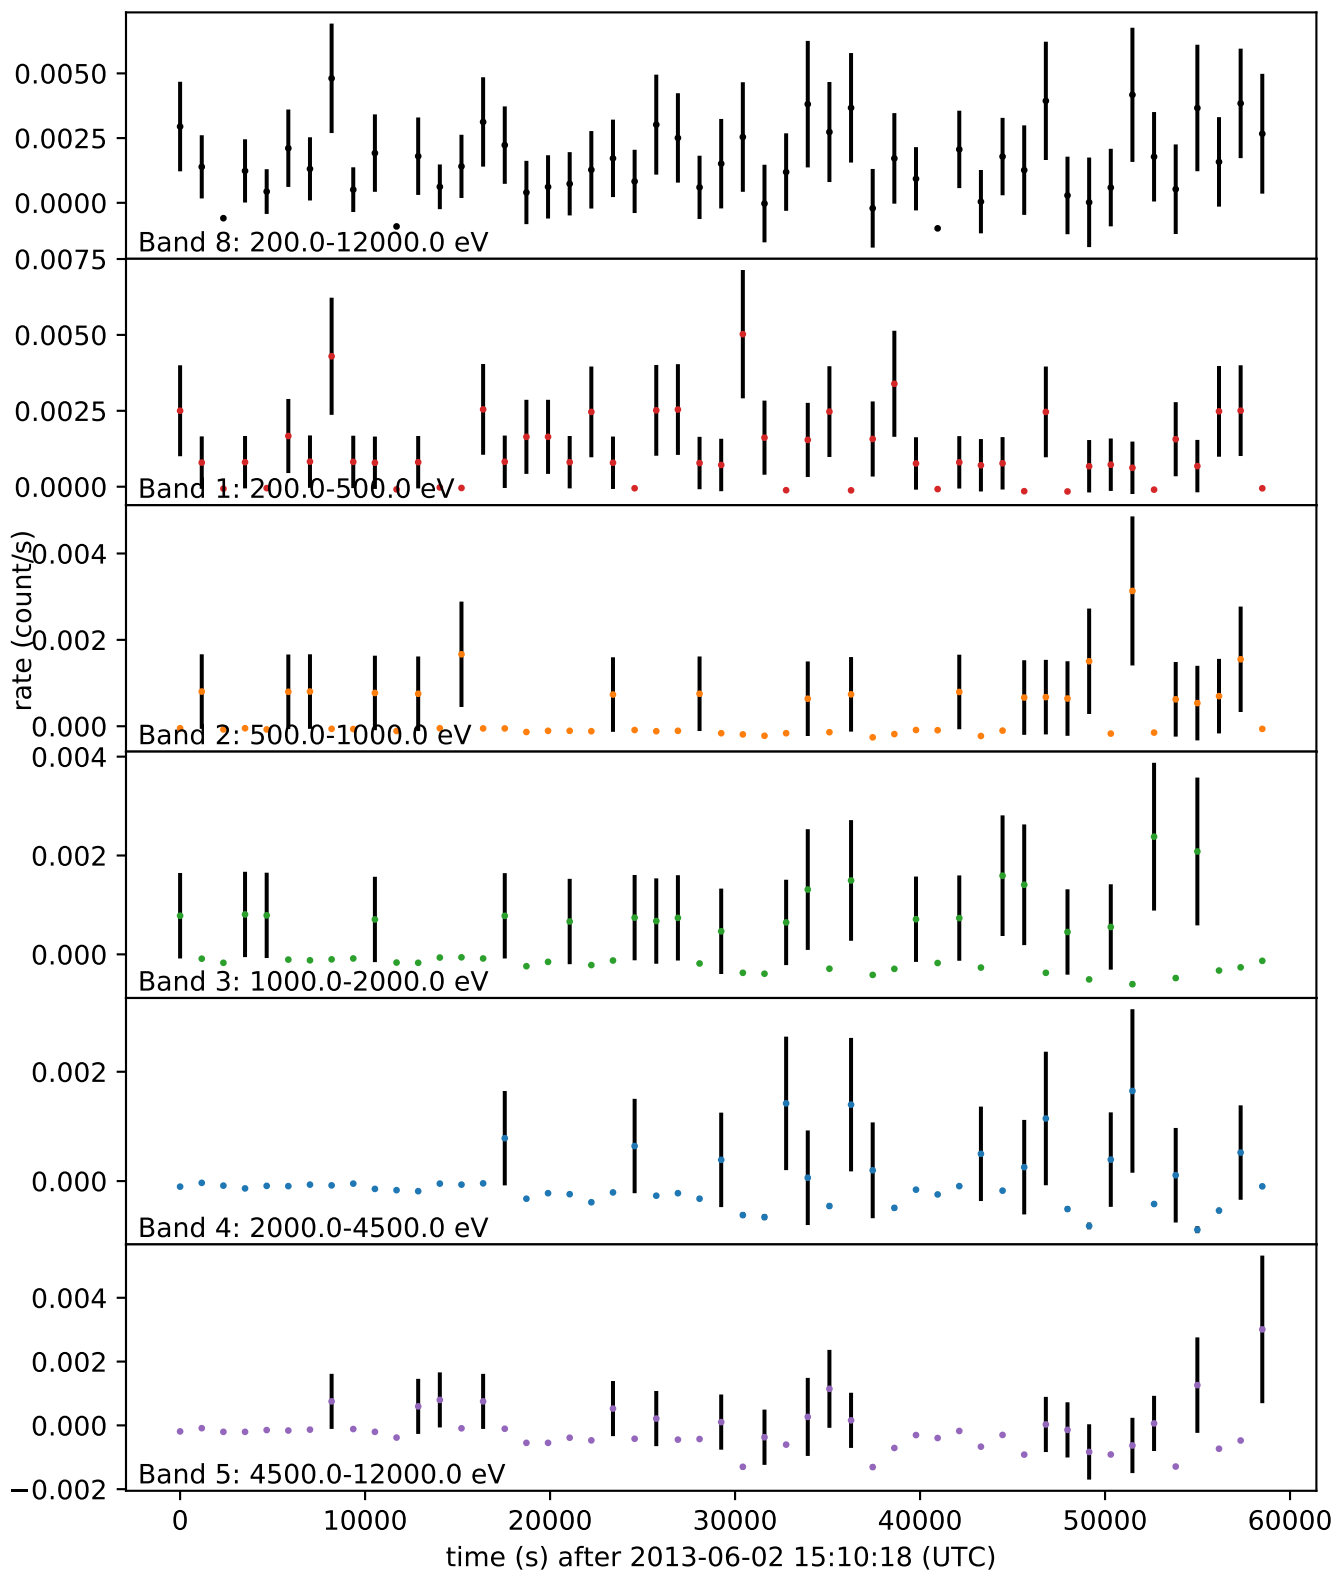 0.0050
0.0025
0.0000
Band 8: 200.0-12000.0 eV
0.0075
0.0050
0.0025
0.0000
Band 1: 200.0-500.0 eV
rate (count/s)
0.004
0.002
0.000
Band 2: 500.0-1000.0 eV
0.004
0.002
0.000
Band 3: 1000.0-2000.0 eV
0.002
0.000
Band 4: 2000.0-4500.0 eV
0.004
0.002
0.000
−0.002
Band 5: 4500.0-12000.0 eV
0 10000 20000 30000 40000 50000 60000
time (s) after 2013-06-02 15:10:18 (UTC)